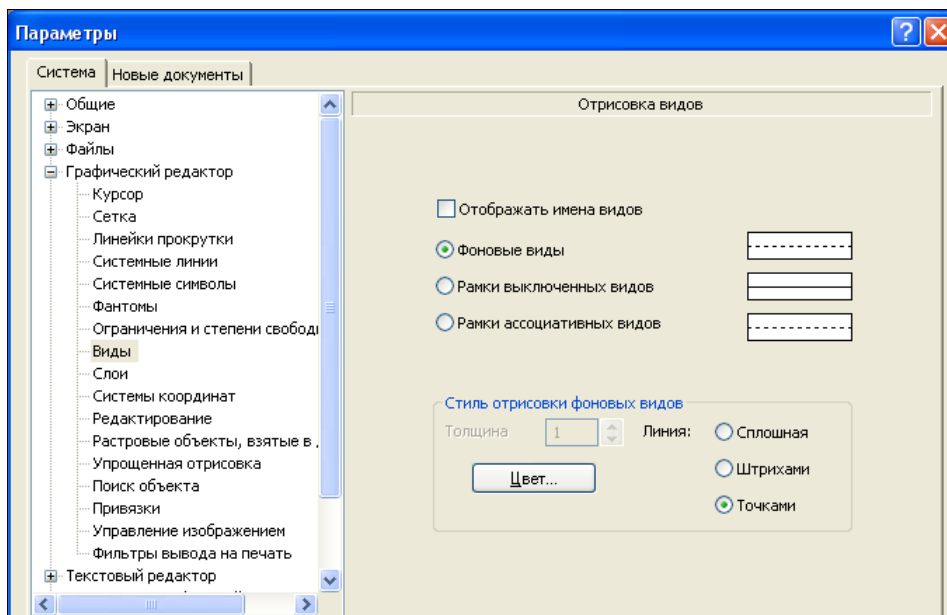 Параметры
Система
Новые документы
Общие
Экран
Файлы
Графический редактор
Курсор
Сетка
Линейки прокрутки
Системные линии
Системные символы
Фантомы
Ограничения и степени свобод
Виды
Слои
Системы координат
Редактирование
Растровые объекты, взятые в
Упрощенная отрисовка
Поиск объекта
Привязки
Управление изображением
Фильтры вывода на печать
Текстовый редактор
Отрисовка видов
Отображать имена видов
Фоновые виды
Рамки выключенных видов
Рамки ассоциативных видов
Стиль отрисовки фоновых видов
Толщина 1 Линия:
Сплошная
Штрихами
Точками
Цвет...